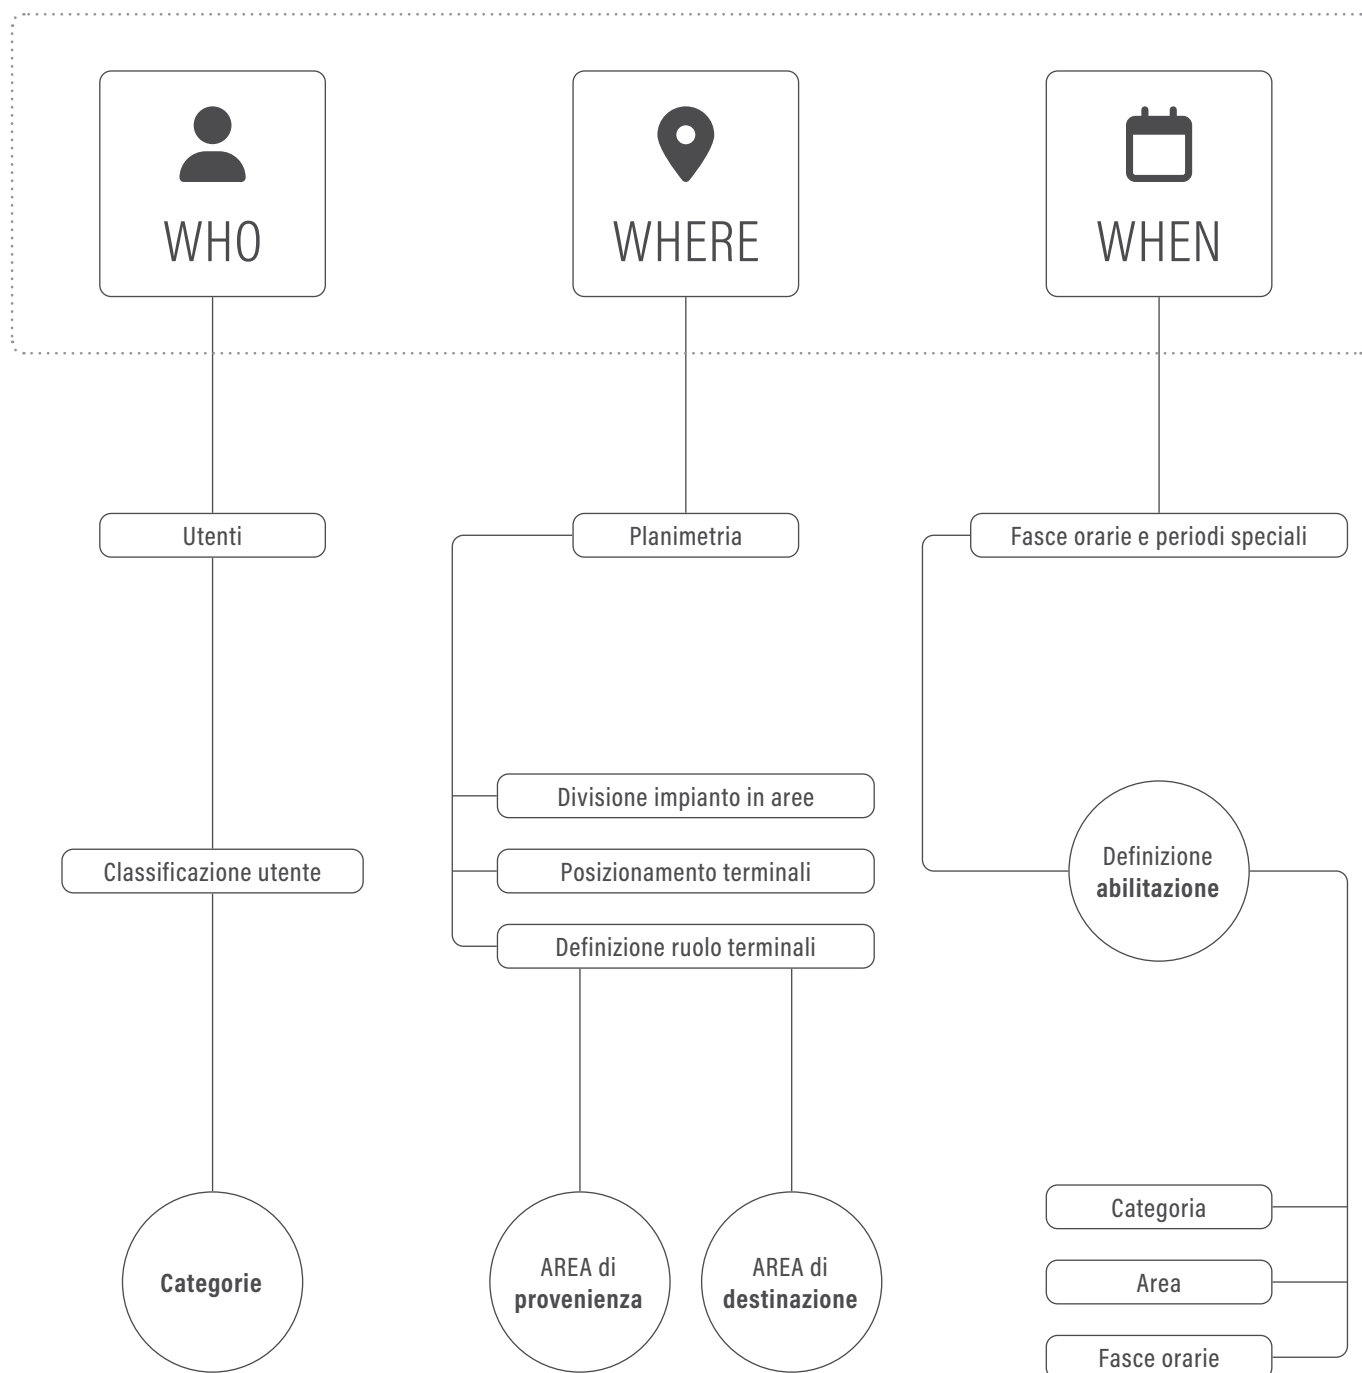 WHO
WHERE
WHEN
Utenti
Planimetria
Fasce orarie e periodi speciali
Divisione impianto in aree
Classificazione utente
Posizionamento terminali
Definizione ruolo terminali
Definizione
abilitazione
Categorie
AREA di
provenienza
AREA di
destinazione
Categoria
Area
Fasce orarie